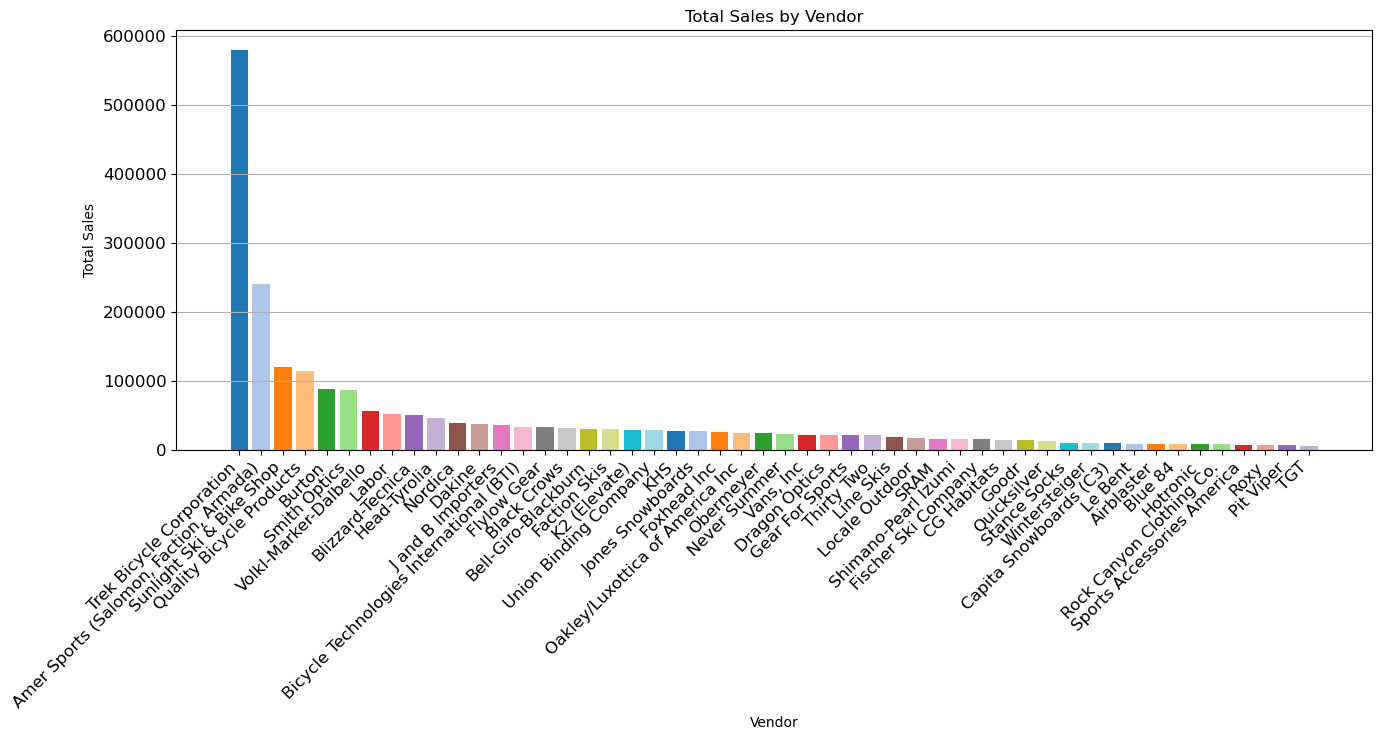 Total Sales by Vendor
600000
500000
400000
300000
200000
100000
0
Total Sales
Trek Bicycle Corporation
Amer Sports (Salomon, Faction, Armada)
Sunlight Ski & Bike Shop
Quality Bicycle Products
Burton
Smith Optics
Volkl-Marker-Dalbello
Labor
Blizzard-Tecnica
Head-Tyrolia
Nordica
Dakine
J and B Importers
Bicycle Technologies International (BTI)
Flylow Gear
Black Crows
Bell-Giro-Blackburn
Faction Skis
K2 (Elevate)
Union Binding Company
KHS
Jones Snowboards
Foxhead Inc
Oakley/Luxottica of America Inc
Obermeyer
Never Summer
Vans, Inc
Dragon Optics
Gear For Sports
Thirty Two
Line Skis
Locale Outdoor
SRAM
Shimano-Pearl Izumi
Fischer Ski Company
CG Habitats
Goodr
Quicksilver
Stance Socks
Wintersteiger
Capita Snowboards (C3)
Le Bent
Airblaster
Blue 84
Hotronic
Rock Canyon Clothing Co.
Sports Accessories America
Roxy
Pit Viper
TGT
Vendor